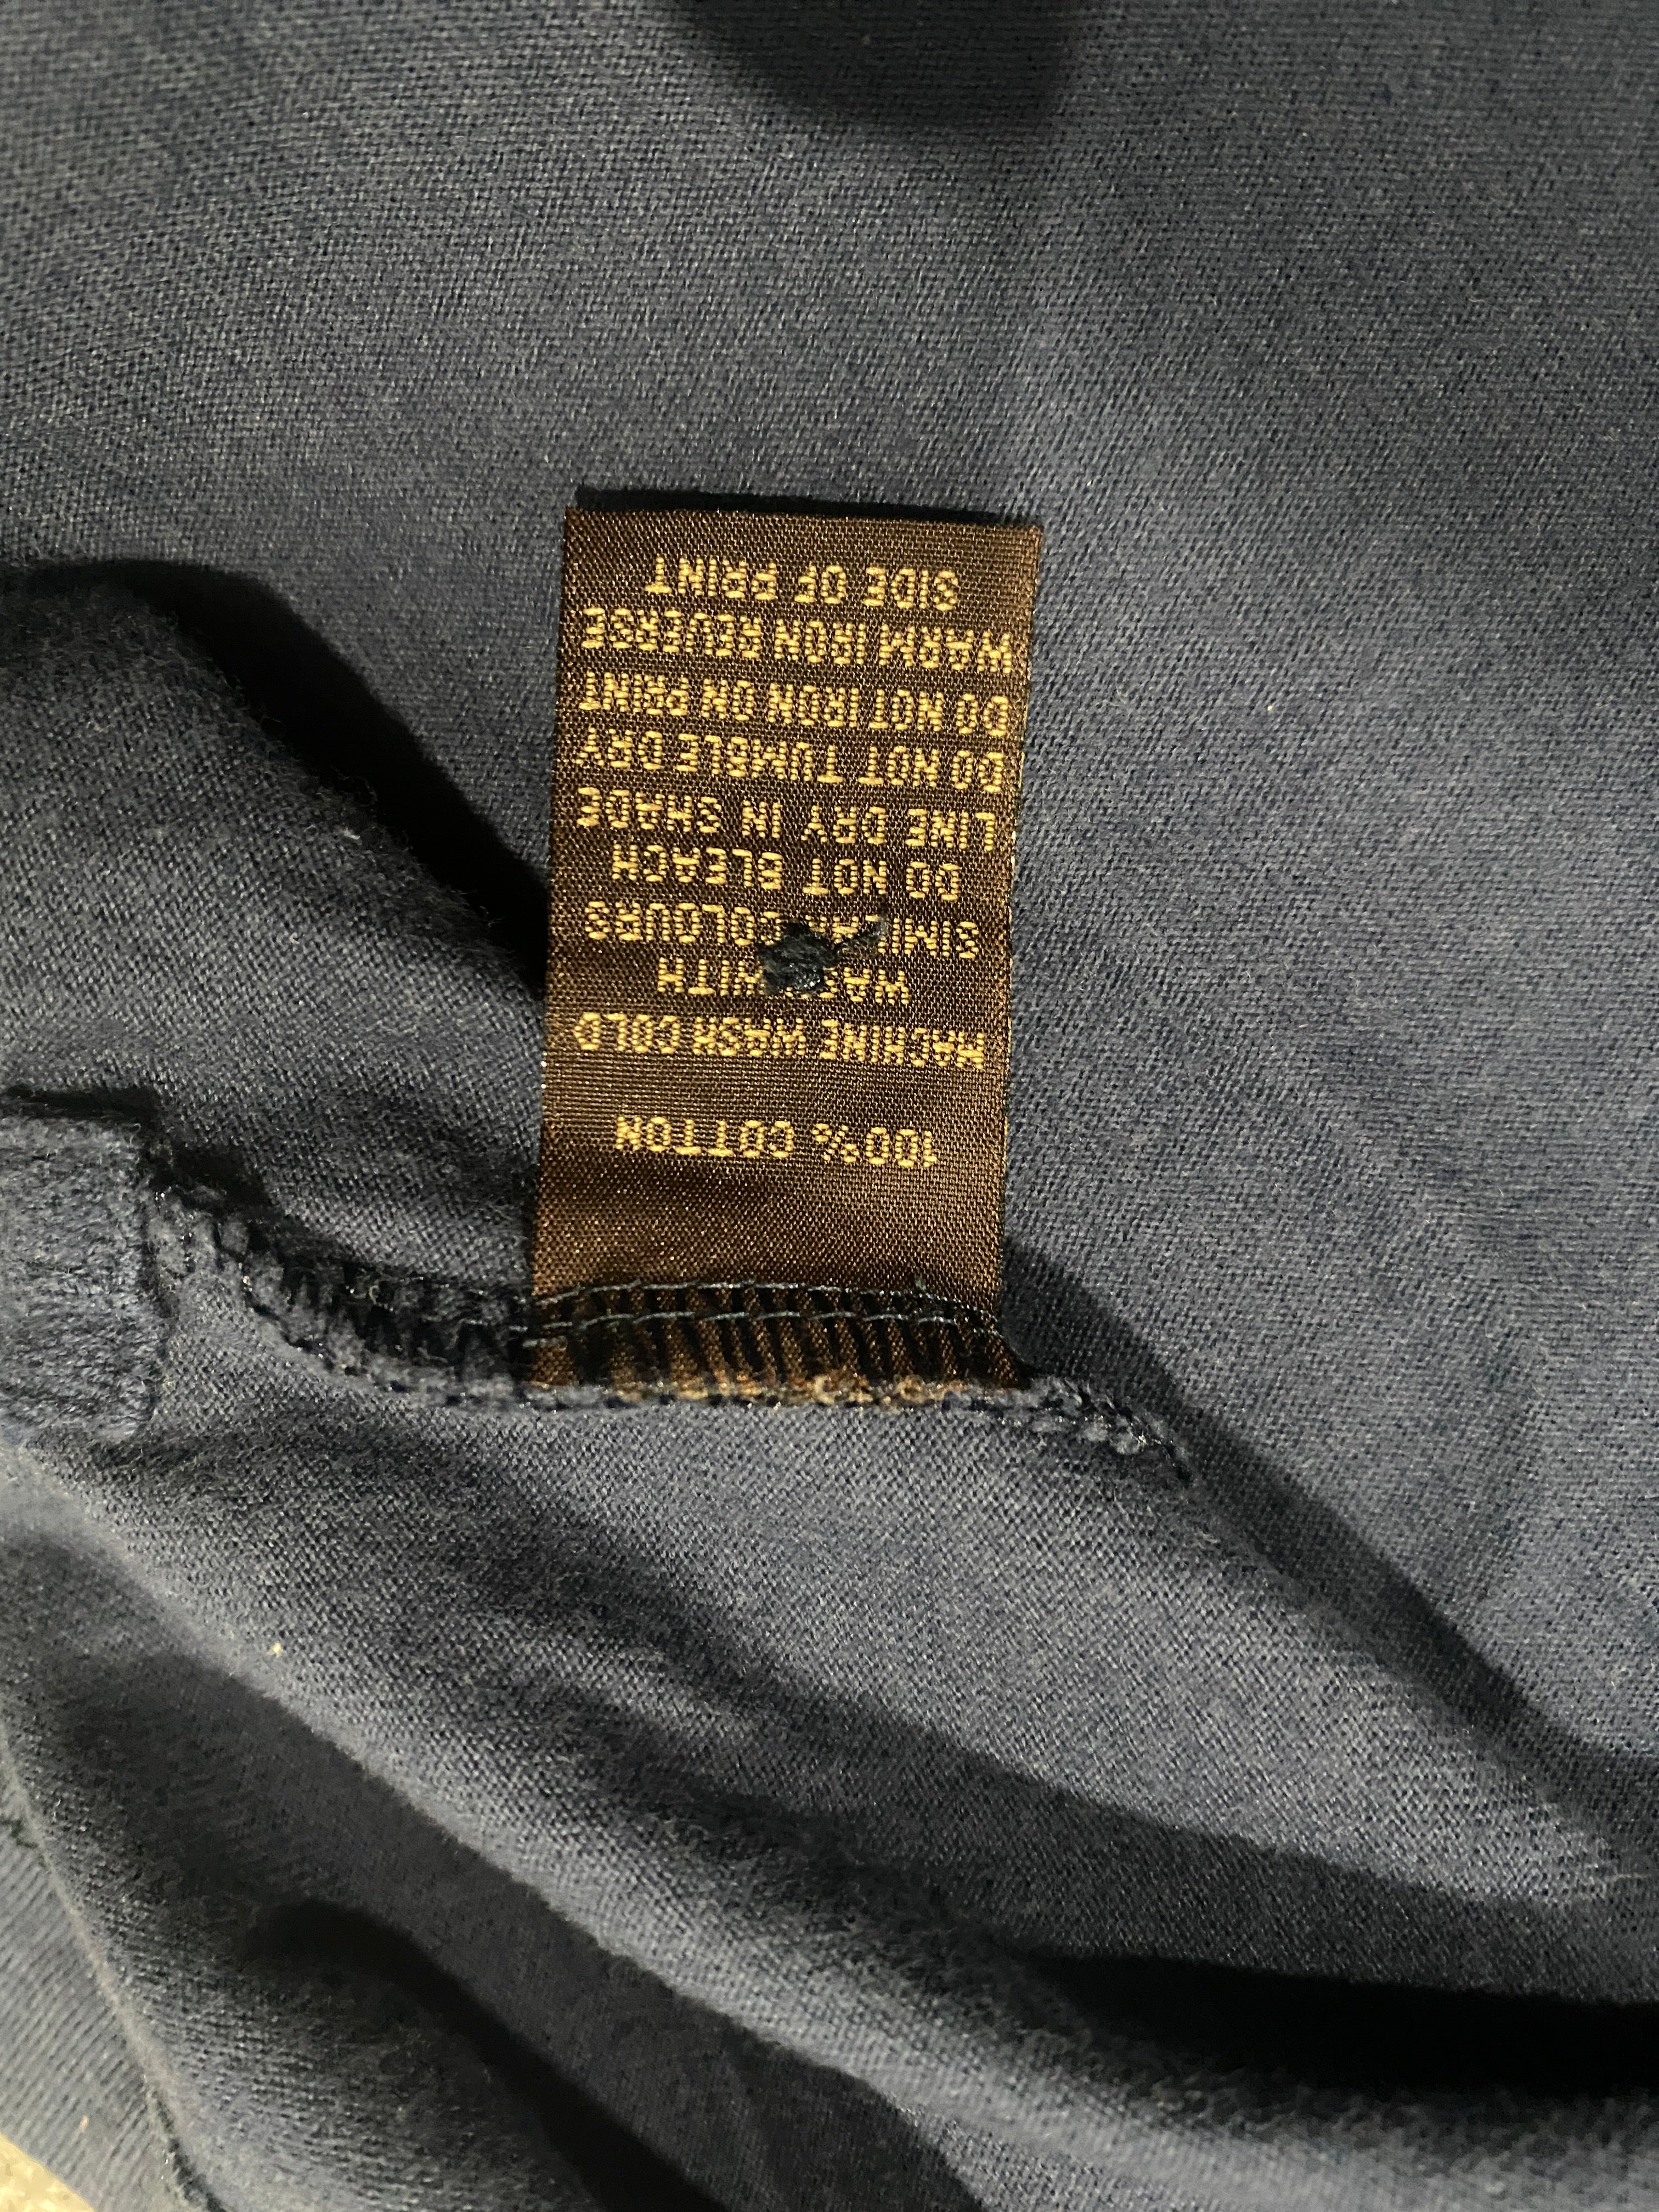 100% COTTON
MACHINE WASH COLD
WASH WITH
SIMILAR COLOURS
DO NOT BLEACH
LINE DRY IN SHADE
DO NOT TUMBLE DRY
DO NOT IRON ON PRINT
WARM IRON REVERSE
SIDE OF PRINT